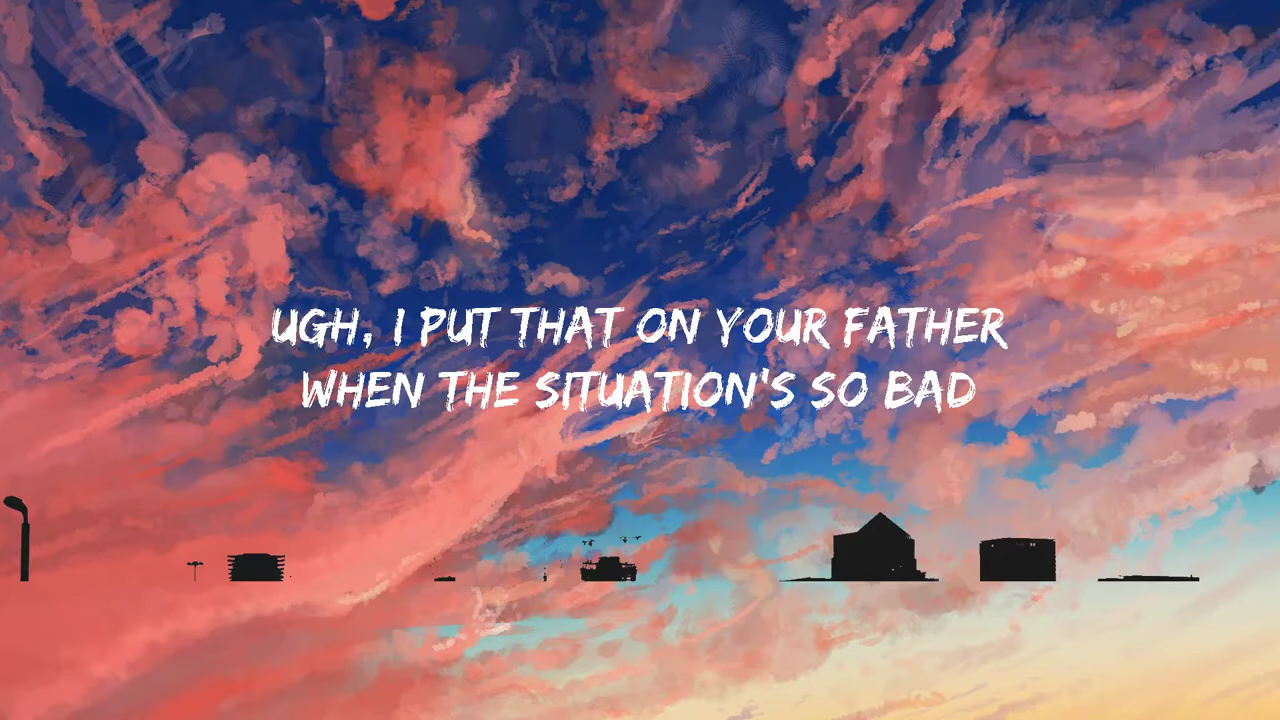 UGH, I PUT THAT ON YOUR FATHER
WHEN THE SITUATION'S SO BAD